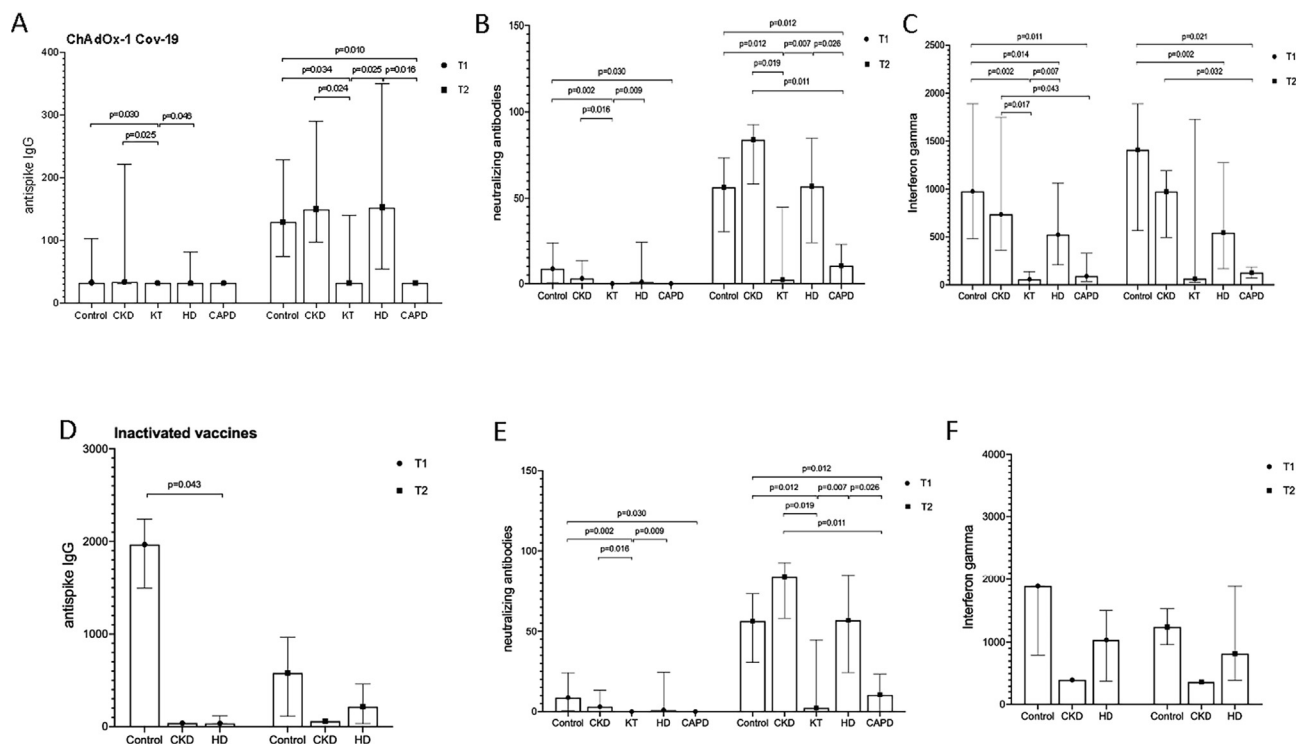 A
ChAdOx-1 Cov-19
antispike IgG
400
300
200
100
0
T1
T2
p=0.030
p=0.046
p=0.025
p=0.010
p=0.034
p=0.025
p=0.016
p=0.024
Control CKD KT HD CAPD Control CKD KT HD CAPD
B
neutralizing antibodies
150
100
50
0
T1
T2
p=0.030
p=0.002
p=0.009
p=0.016
p=0.012
p=0.012
p=0.007
p=0.026
p=0.019
p=0.011
Control CKD KT HD CAPD Control CKD KT HD CAPD
C
Interferon gamma
2500
2000
1500
1000
500
0
T1
T2
p=0.011
p=0.014
p=0.002
p=0.007
p=0.043
p=0.017
p=0.021
p=0.002
p=0.032
Control CKD KT HD CAPD Control CKD KT HD CAPD
D
Inactivated vaccines
antispike IgG
3000
2000
1000
0
T1
T2
p=0.043
Control CKD HD Control CKD HD
E
neutralizing antibodies
150
100
50
0
T1
T2
p=0.030
p=0.002
p=0.009
p=0.016
p=0.012
p=0.012
p=0.007
p=0.026
p=0.019
p=0.011
Control CKD KT HD CAPD Control CKD KT HD CAPD
F
Interferon gamma
4000
3000
2000
1000
0
T1
T2
Control CKD HD Control CKD HD